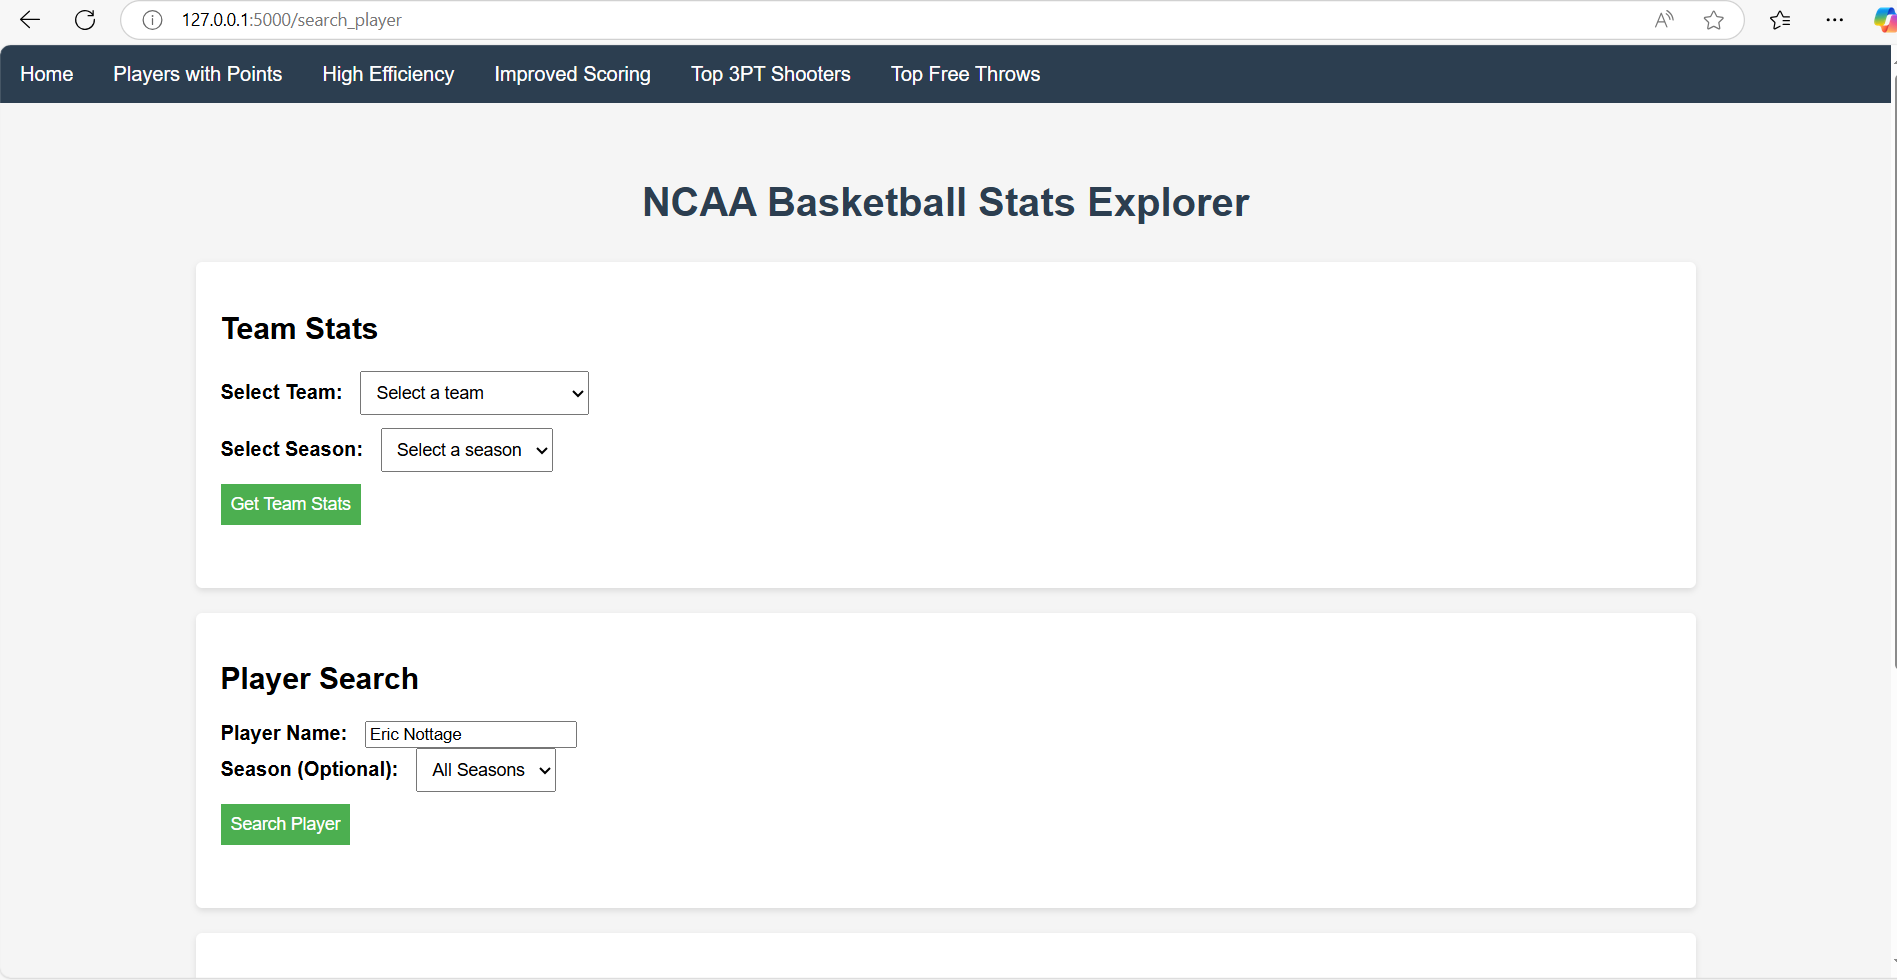 127.0.0.1:5000/search_player
Home Players with Points High Efficiency Improved Scoring Top 3PT Shooters Top Free Throws
NCAA Basketball Stats Explorer
Team Stats
Select Team: Select a team
Select Season: Select a season
Get Team Stats
Player Search
Player Name: Eric Nottage
Season (Optional): All Seasons
Search Player